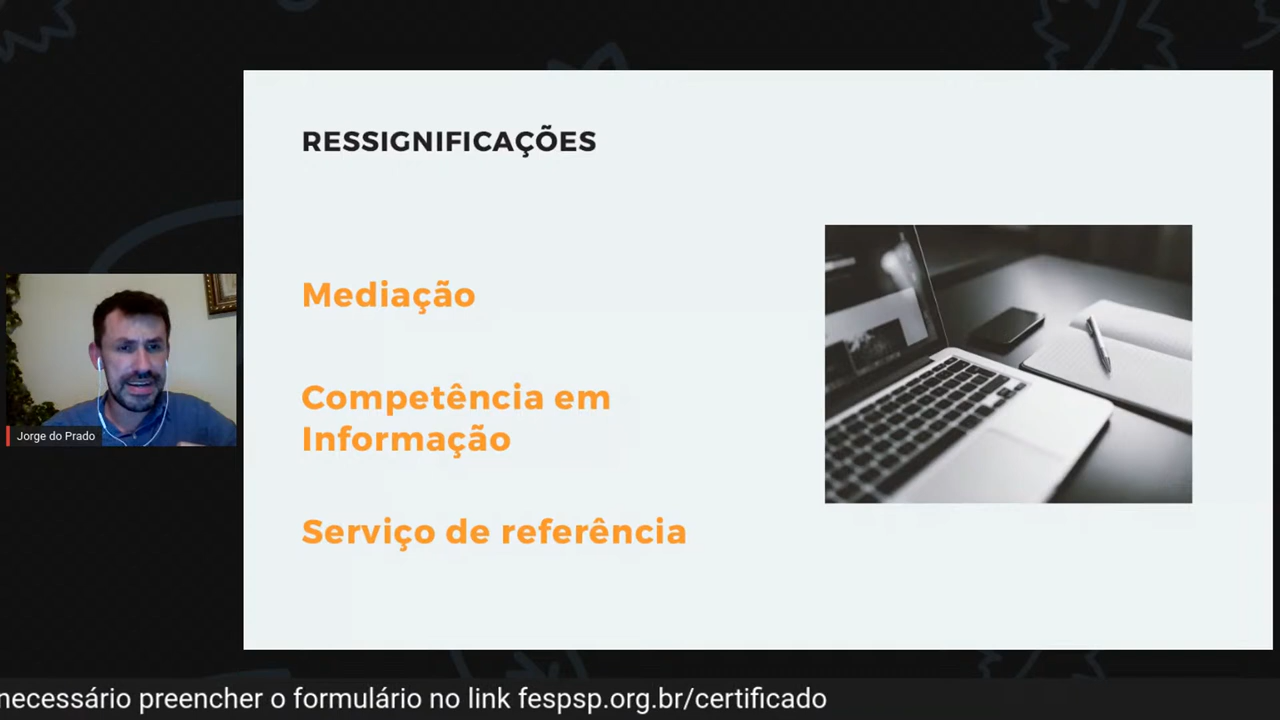 RESSIGNIFICAÇÕES
Mediação
Competência em
Informação
Serviço de referência
Jorge do Prado
necessário preencher o formulário no link fespsp.org.br/certificado